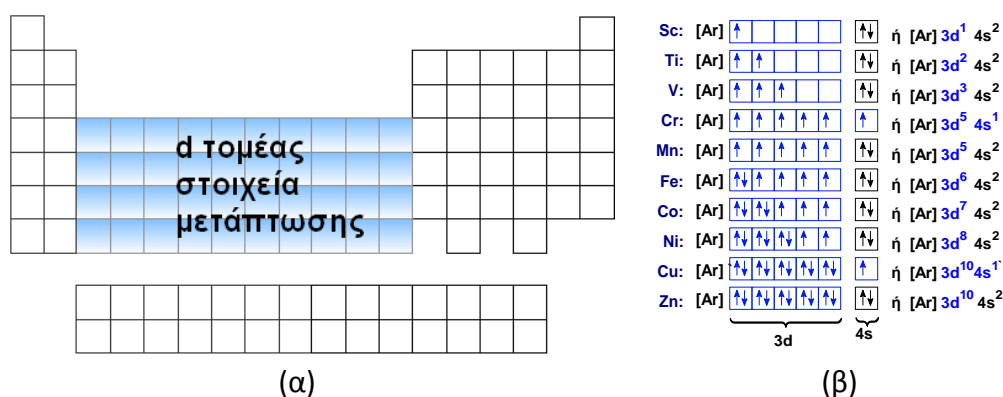 d τομέας
στοιχεία
μετάπτωσης
(α)
Sc: [Ar] ή [Ar] 3d¹ 4s²
Ti: [Ar] ή [Ar] 3d² 4s²
V: [Ar] ή [Ar] 3d³ 4s²
Cr: [Ar] ή [Ar] 3d⁵ 4s¹
Mn: [Ar] ή [Ar] 3d⁵ 4s²
Fe: [Ar] ή [Ar] 3d⁶ 4s²
Co: [Ar] ή [Ar] 3d⁷ 4s²
Ni: [Ar] ή [Ar] 3d⁸ 4s²
Cu: [Ar] ή [Ar] 3d¹⁰4s¹
Zn: [Ar] ή [Ar] 3d¹⁰ 4s²
3d 4s
(β)